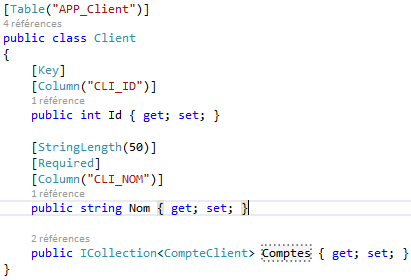 [Table("APP_Client")]
4 références
public class Client
{
[Key]
[Column("CLI_ID")]
1 référence
public int Id { get; set; }
[StringLength(50)]
[Required]
[Column("CLI_NOM")]
1 référence
public string Nom { get; set; }
2 références
public ICollection<CompteClient> Comptes { get; set; }
}